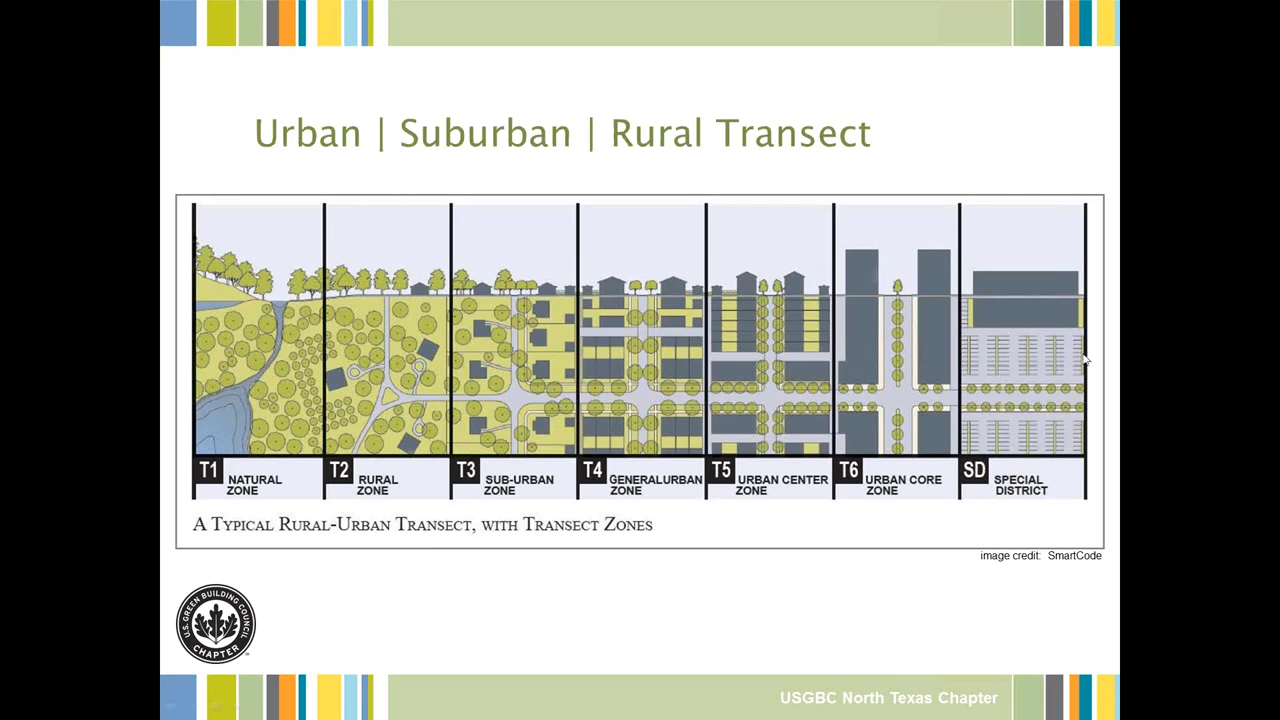 Urban | Suburban | Rural Transect
T1 NATURAL ZONE
T2 RURAL ZONE
T3 SUB-URBAN ZONE
T4 GENERALURBAN ZONE
T5 URBAN CENTER ZONE
T6 URBAN CORE ZONE
SD SPECIAL DISTRICT
A TYPICAL RURAL-URBAN TRANSECT, WITH TRANSECT ZONES
image credit: SmartCode
U.S. GREEN BUILDING COUNCIL
CHAPTER
USGBC North Texas Chapter